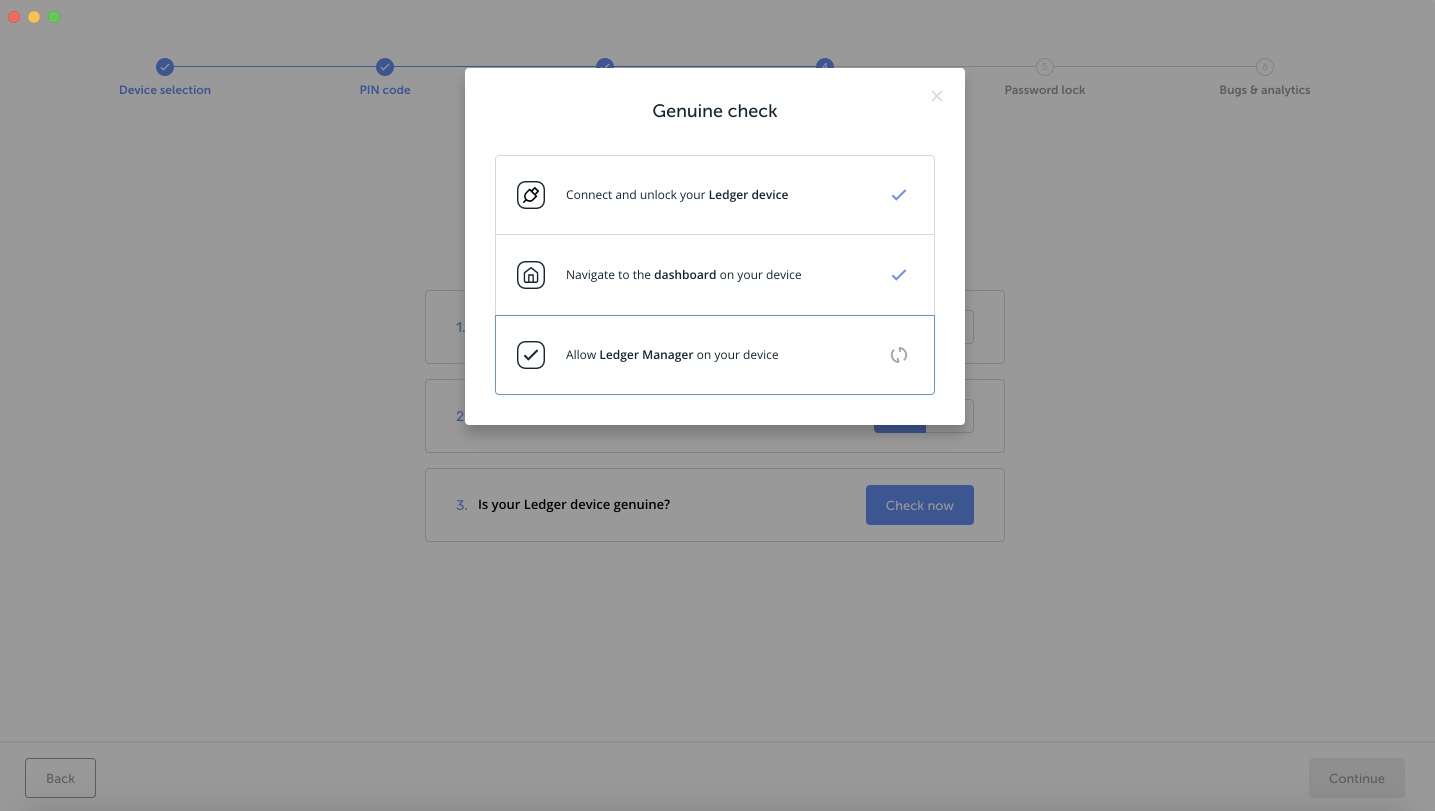 Device selection
PIN code
4
5
Password lock
6
Bugs & analytics
Genuine check
Connect and unlock your Ledger device
Navigate to the dashboard on your device
Allow Ledger Manager on your device
1.
2
3. Is your Ledger device genuine?
Check now
Back
Continue